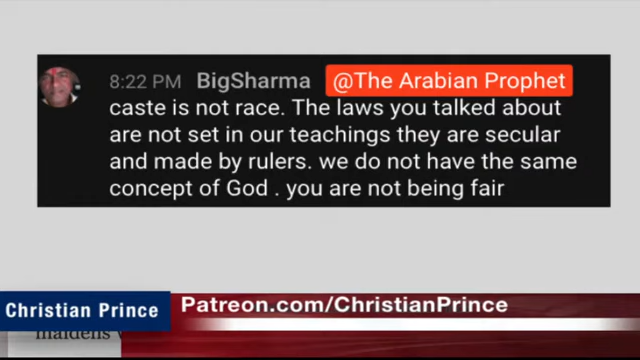 8:22 PM BigSharma @The Arabian Prophet
caste is not race. The laws you talked about
are not set in our teachings they are secular
and made by rulers. we do not have the same
concept of God . you are not being fair
Christian Prince
Patreon.com/ChristianPrince
maidens